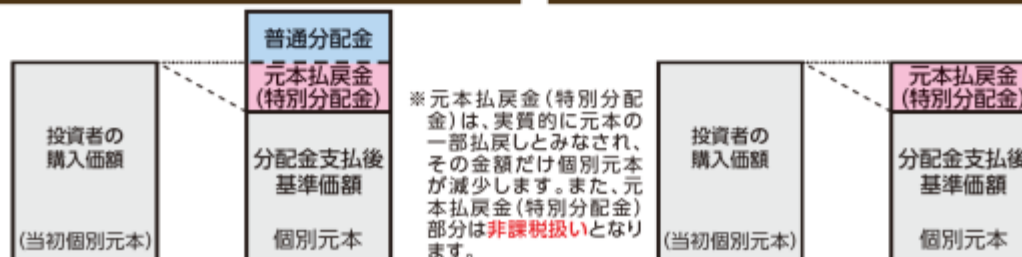 普通分配金
元本払戻金
(特別分配金)
投資者の
購入価額
(当初個別元本)
分配金支払後
基準価額
個別元本
※元本払戻金(特別分配
金)は、実質的に元本の
一部払戻しとみなされ、
その金額だけ個別元本
が減少します。また、元
本払戻金(特別分配金)
部分は非課税扱いとなり
ます。
元本払戻金
(特別分配金)
投資者の
購入価額
(当初個別元本)
分配金支払後
基準価額
個別元本